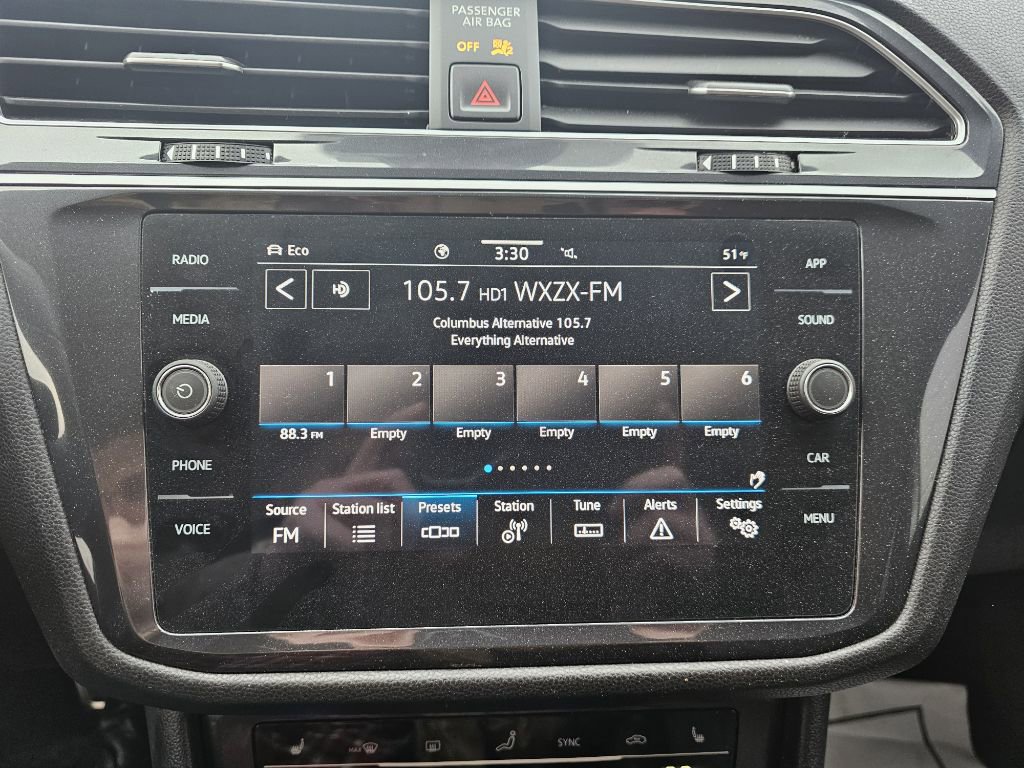 PASSENGER
AIR BAG
OFF
RADIO
MEDIA
PHONE
VOICE
Eco
3:30
51°F
105.7 HD1 WXZX-FM
Columbus Alternative 105.7
Everything Alternative
1 2 3 4 5 6
88.3 FM Empty Empty Empty Empty Empty
Source Station list Presets Station Tune Alerts Settings
FM
APP
SOUND
CAR
MENU
MAX
SYNC